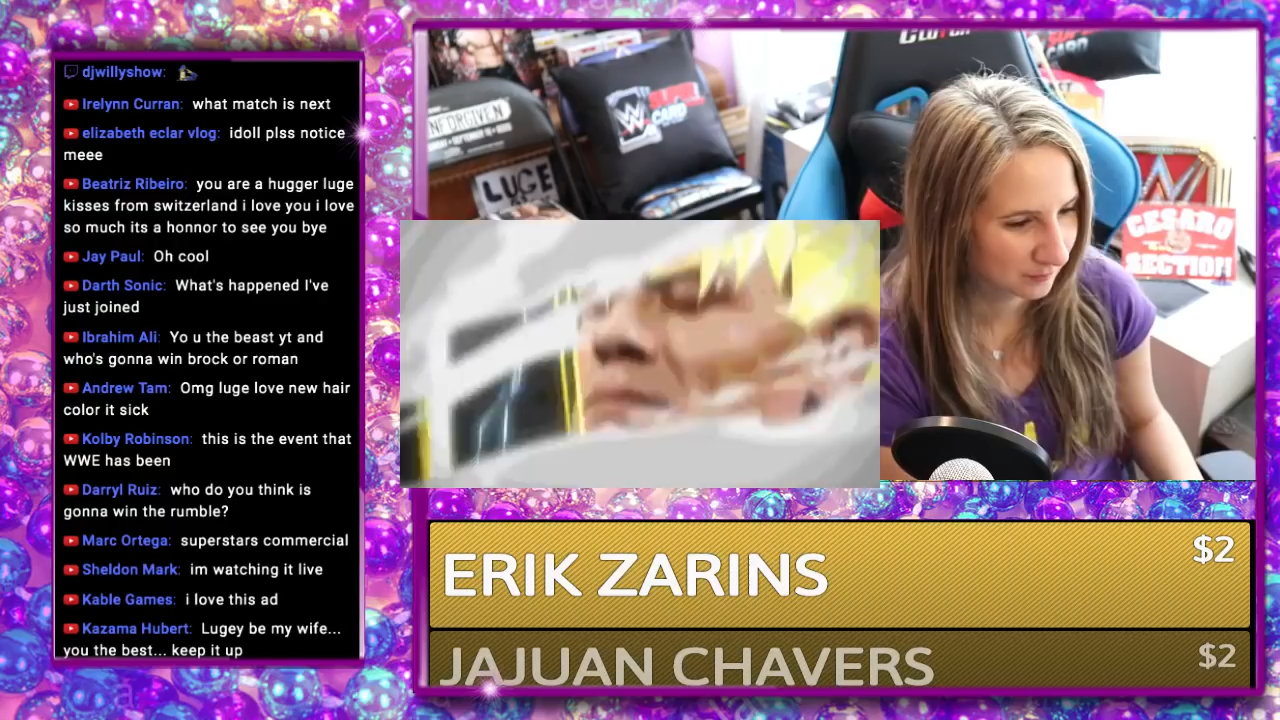 djwillyshow:
Irelynn Curran: what match is next
elizabeth eclar vlog: idoll plss notice
meee
Beatriz Ribeiro: you are a hugger luge
kisses from switzerland i love you i love
so much its a honnor to see you bye
Jay Paul: Oh cool
Darth Sonic: What's happened I've
just joined
Ibrahim Ali: Yo u the beast yt and
who's gonna win brock or roman
Andrew Tam: Omg luge love new hair
color it sick
Kolby Robinson: this is the event that
WWE has been
Darryl Ruiz: who do you think is
gonna win the rumble?
Marc Ortega: superstars commercial
Sheldon Mark: im watching it live
Kable Games: i love this ad
Kazama Hubert: Lugey be my wife...
you the best... keep it up
CLUTCH
CARD
NFORGIVEN
W
CARD
LUGE
CESARO
SECTION!
ERIK ZARINS
$2
JAJUAN CHAVERS
$2